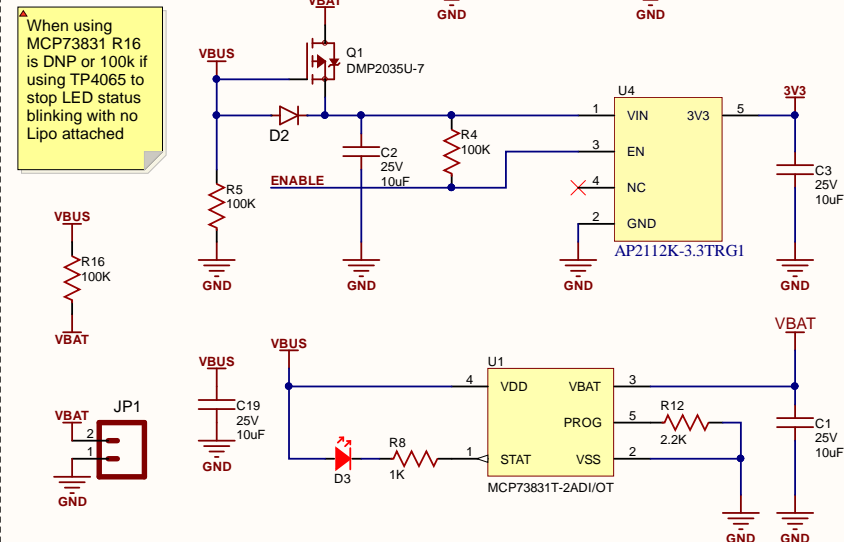 When using
MCP73831 R16
is DNP or 100k if
using TP4065 to
stop LED status
blinking with no
Lipo attached
VBAT
GND
GND
VBUS
Q1
DMP2035U-7
D2
R5
100K
GND
C2
25V
10uF
GND
R4
100K
ENABLE
U4
1
VIN
3V3
5
3
EN
4
NC
2
GND
AP2112K-3.3TRG1
GND
3V3
C3
25V
10uF
GND
VBUS
R16
100K
VBAT
JP1
VBAT
2
1
GND
VBUS
C19
25V
10uF
GND
VBUS
D3
R8
1K
U1
4
VDD
VBAT
3
PROG
5
1
STAT
VSS
2
MCP73831T-2ADI/OT
R12
2.2K
GND
VBAT
C1
25V
10uF
GND